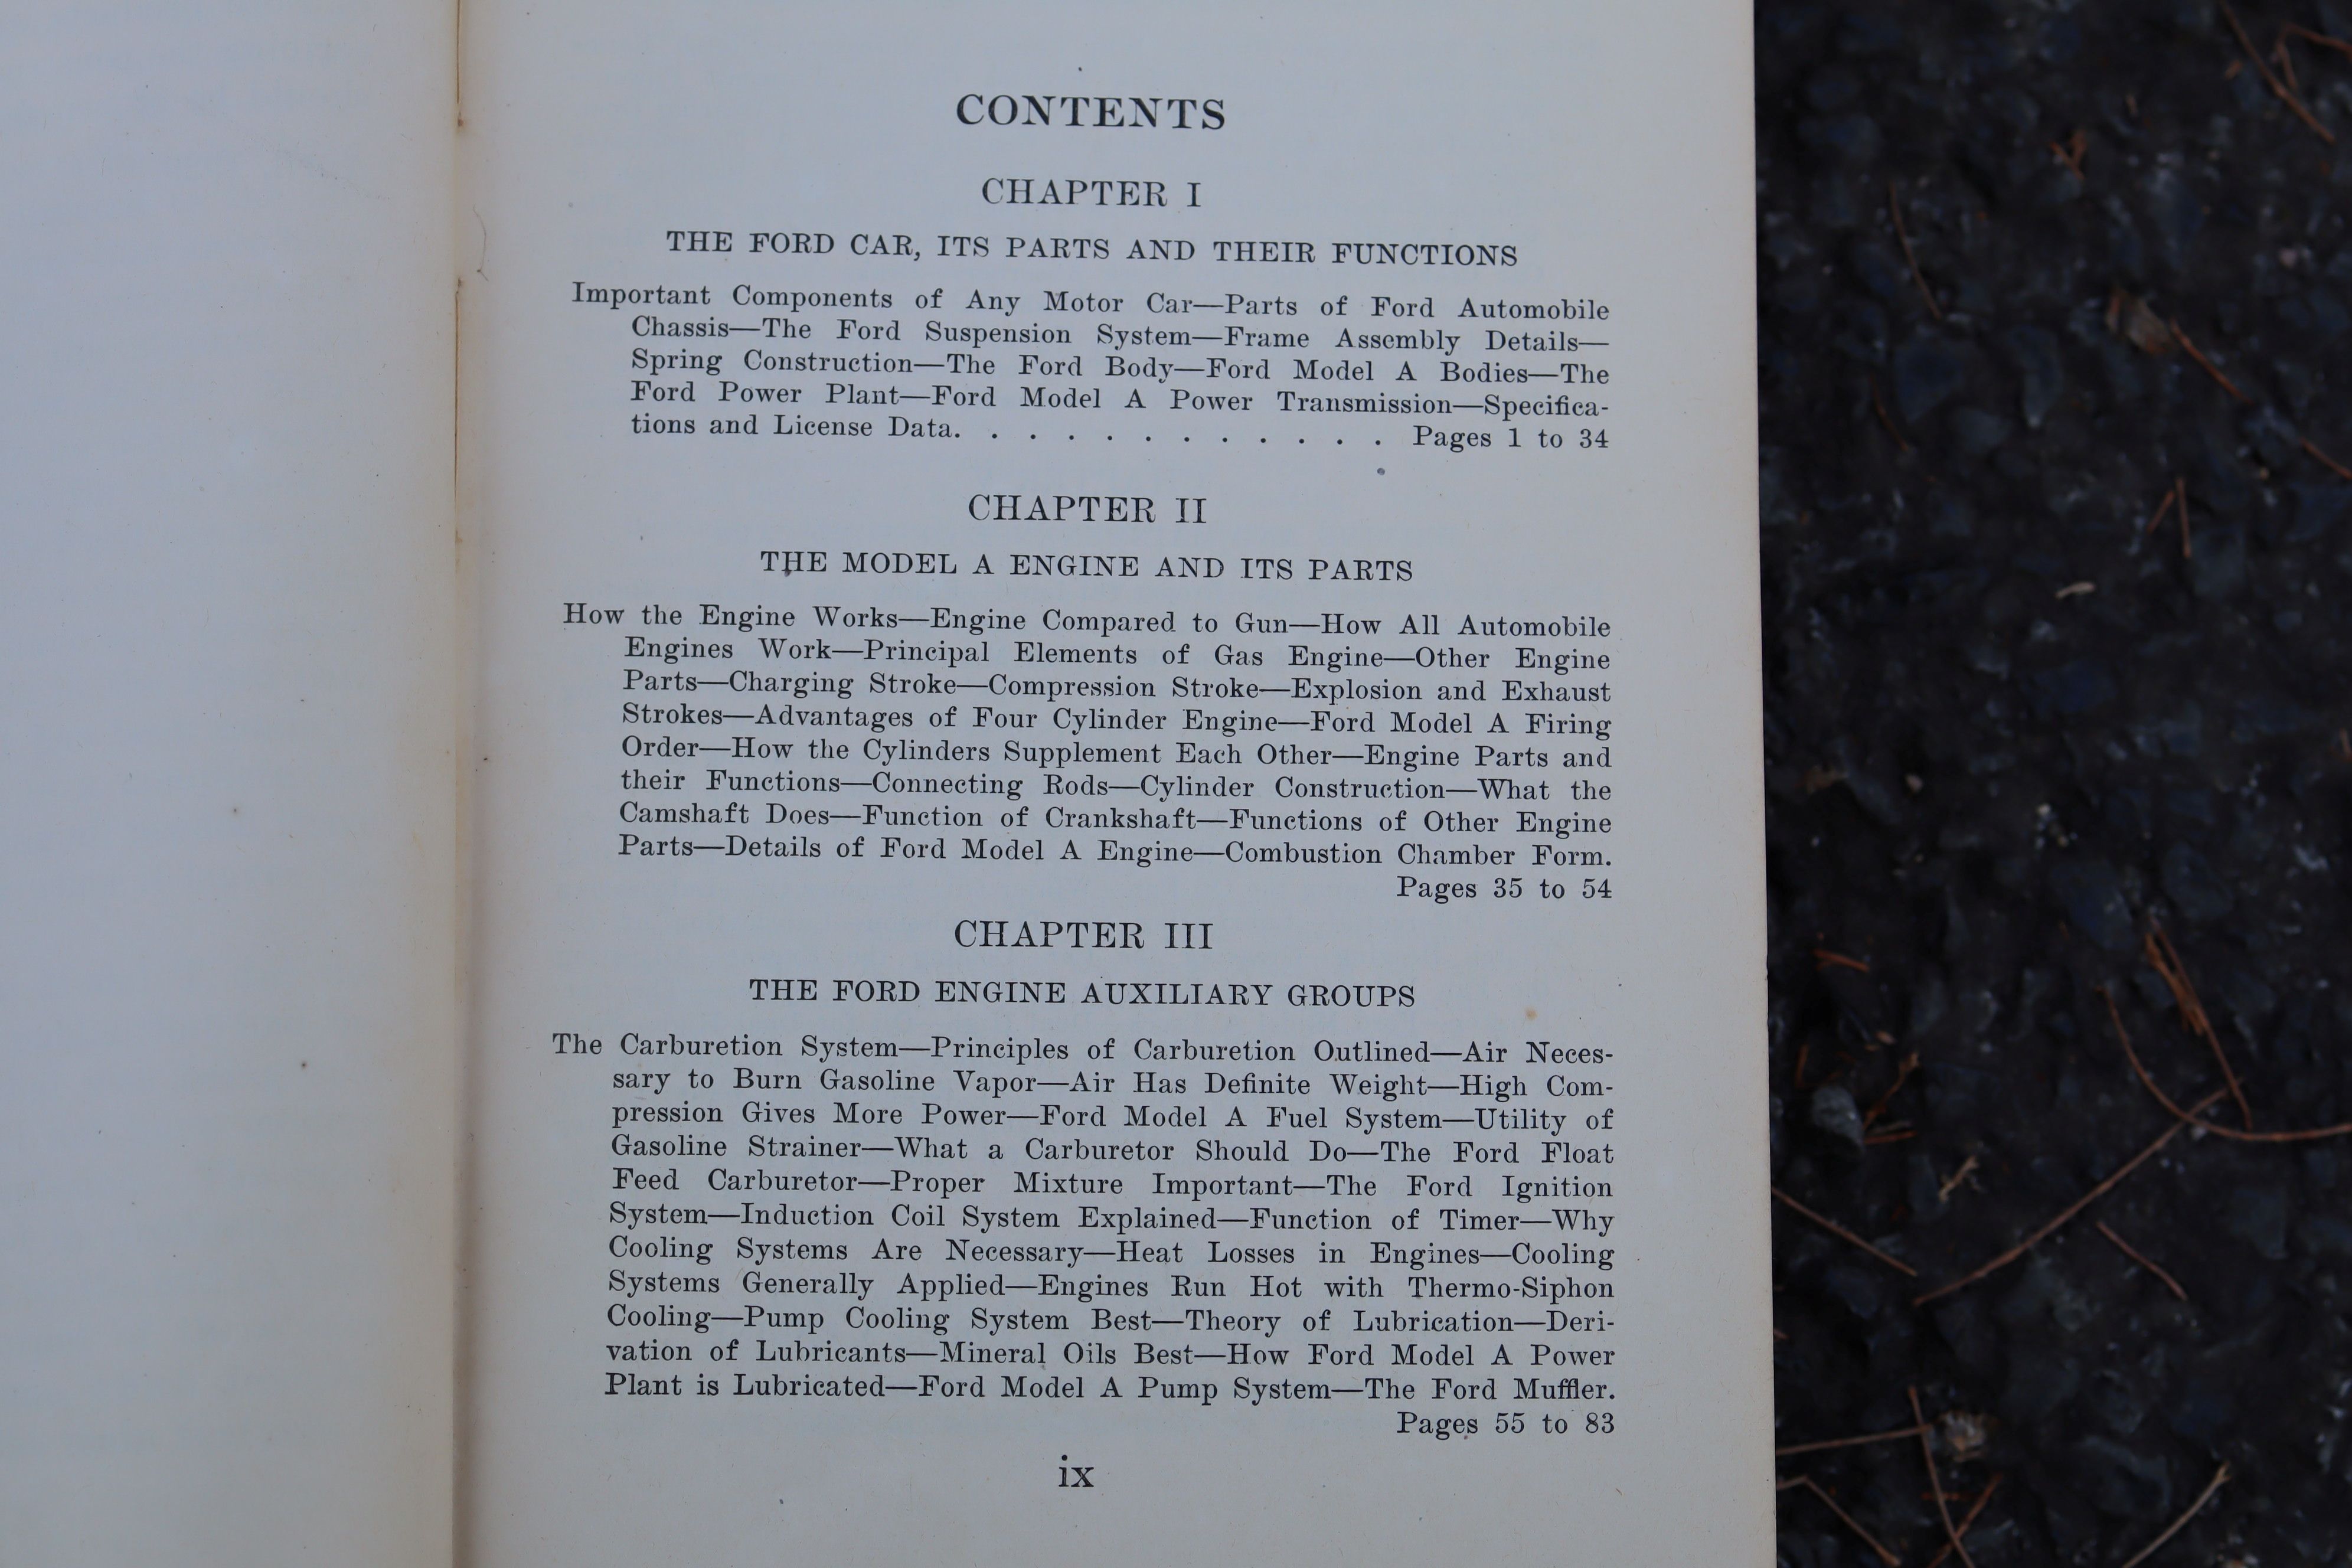 CONTENTS
CHAPTER I
THE FORD CAR, ITS PARTS AND THEIR FUNCTIONS
Important Components of Any Motor Car—Parts of Ford Automobile
Chassis—The Ford Suspension System—Frame Assembly Details—
Spring Construction—The Ford Body—Ford Model A Bodies—The
Ford Power Plant—Ford Model A Power Transmission—Specifica-
tions and License Data. . . . . . . . . . . . Pages 1 to 34
CHAPTER II
THE MODEL A ENGINE AND ITS PARTS
How the Engine Works—Engine Compared to Gun—How All Automobile
Engines Work—Principal Elements of Gas Engine—Other Engine
Parts—Charging Stroke—Compression Stroke—Explosion and Exhaust
Strokes—Advantages of Four Cylinder Engine—Ford Model A Firing
Order—How the Cylinders Supplement Each Other—Engine Parts and
their Functions—Connecting Rods—Cylinder Construction—What the
Camshaft Does—Function of Crankshaft—Functions of Other Engine
Parts—Details of Ford Model A Engine—Combustion Chamber Form.
Pages 35 to 54
CHAPTER III
THE FORD ENGINE AUXILIARY GROUPS
The Carburetion System—Principles of Carburetion Outlined—Air Neces-
sary to Burn Gasoline Vapor—Air Has Definite Weight—High Com-
pression Gives More Power—Ford Model A Fuel System—Utility of
Gasoline Strainer—What a Carburetor Should Do—The Ford Float
Feed Carburetor—Proper Mixture Important—The Ford Ignition
System—Induction Coil System Explained—Function of Timer—Why
Cooling Systems Are Necessary—Heat Losses in Engines—Cooling
Systems Generally Applied—Engines Run Hot with Thermo-Siphon
Cooling—Pump Cooling System Best—Theory of Lubrication—Deri-
vation of Lubricants—Mineral Oils Best—How Ford Model A Power
Plant is Lubricated—Ford Model A Pump System—The Ford Muffler.
Pages 55 to 83
ix